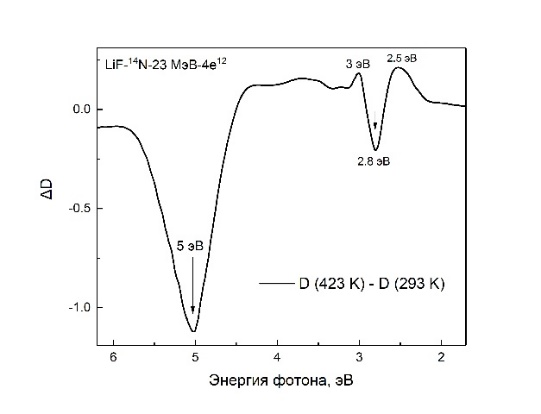 LiF-¹⁴N-23 МэВ-4e¹²
3 эВ
2.5 эВ
2.8 эВ
5 эВ
D (423 K) - D (293 K)
0.0
-0.5
-1.0
ΔD
6 5 4 3 2
Энергия фотона, эВ